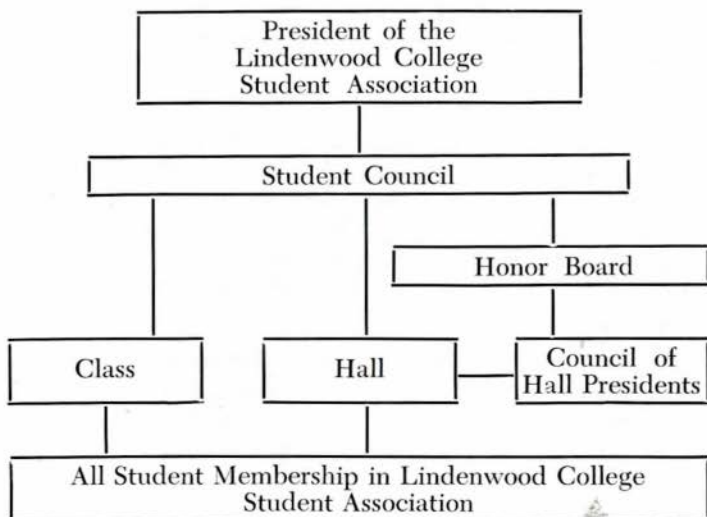 President of the
Lindenwood College
Student Association
Student Council
Honor Board
Class
Hall
Council of
Hall Presidents
All Student Membership in Lindenwood College
Student Association